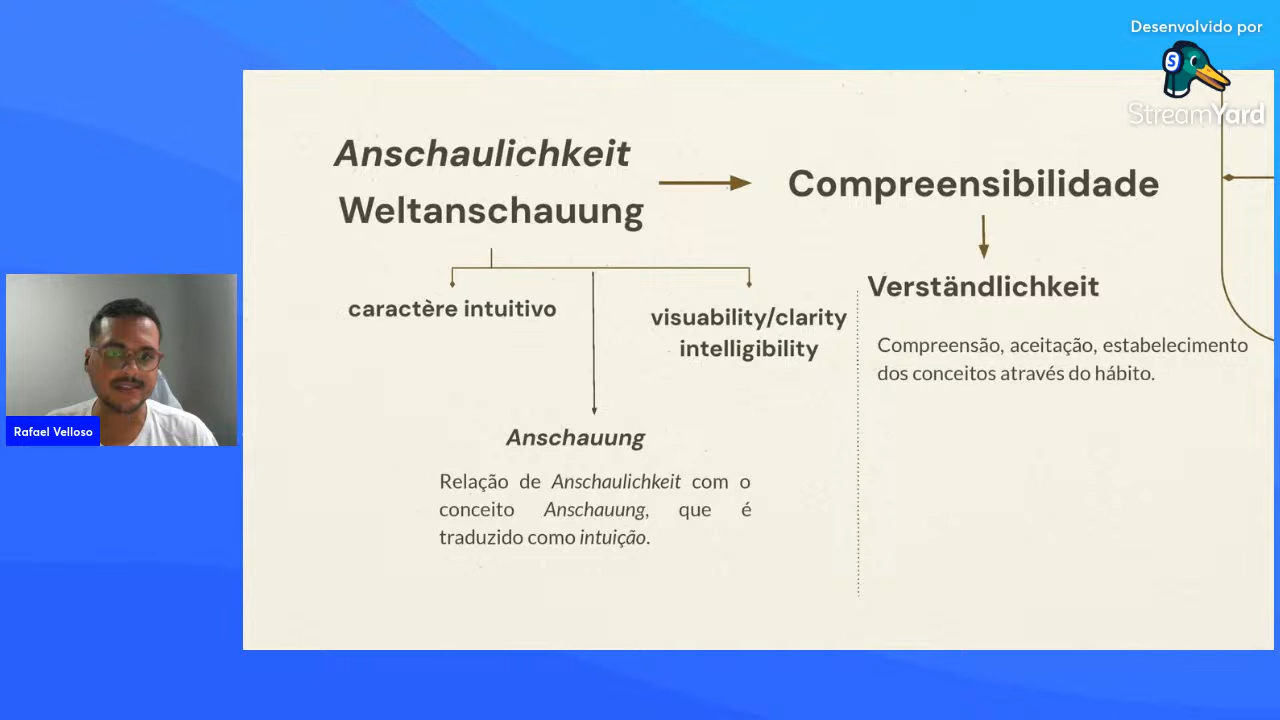 Desenvolvido por
StreamYard
Anschaulichkeit
Weltanschauung
Compreensibilidade
caractère intuitivo
visuability/clarity
intelligibility
Verständlichkeit
Compreensão, aceitação, estabelecimento
dos conceitos através do hábito.
Anschauung
Relação de Anschaulichkeit com o
conceito Anschauung, que é
traduzido como intuição.
Rafael Velloso